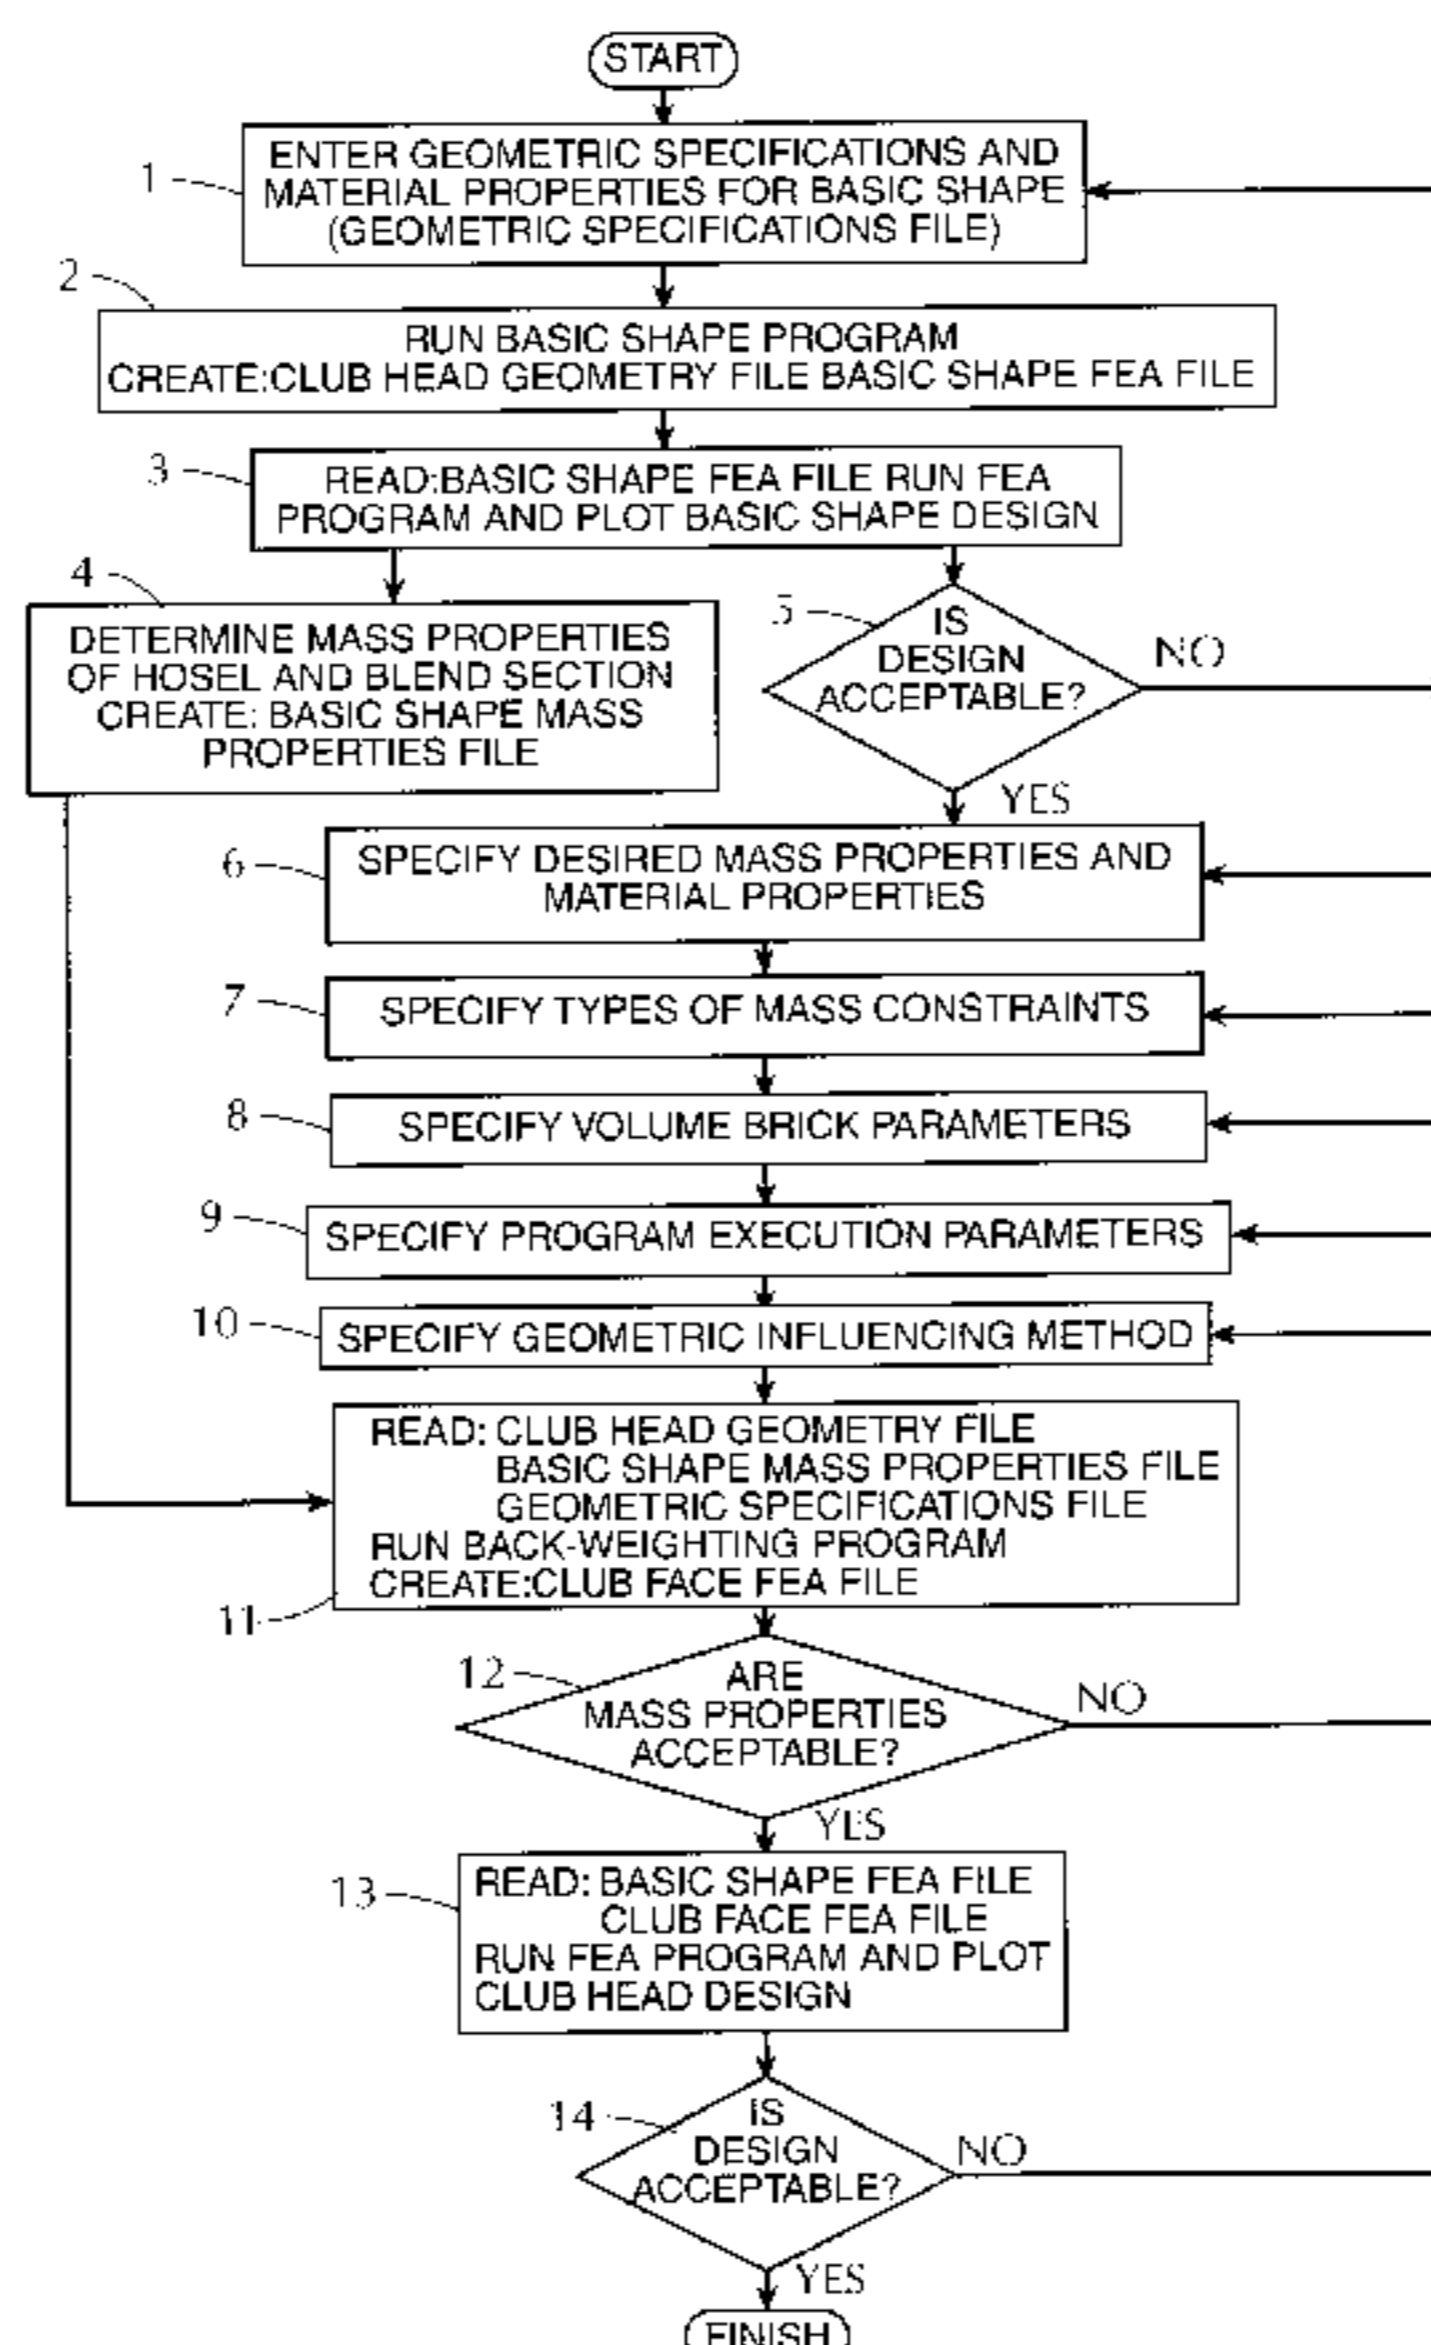 START
1
ENTER GEOMETRIC SPECIFICATIONS AND
MATERIAL PROPERTIES FOR BASIC SHAPE
(GEOMETRIC SPECIFICATIONS FILE)
2
RUN BASIC SHAPE PROGRAM
CREATE:CLUB HEAD GEOMETRY FILE BASIC SHAPE FEA FILE
3
READ:BASIC SHAPE FEA FILE RUN FEA
PROGRAM AND PLOT BASIC SHAPE DESIGN
4
DETERMINE MASS PROPERTIES
OF HOSEL AND BLEND SECTION
CREATE: BASIC SHAPE MASS
PROPERTIES FILE
5
IS
DESIGN
ACCEPTABLE?
NO
YES
6
SPECIFY DESIRED MASS PROPERTIES AND
MATERIAL PROPERTIES
7
SPECIFY TYPES OF MASS CONSTRAINTS
8
SPECIFY VOLUME BRICK PARAMETERS
9
SPECIFY PROGRAM EXECUTION PARAMETERS
10
SPECIFY GEOMETRIC INFLUENCING METHOD
READ: CLUB HEAD GEOMETRY FILE
BASIC SHAPE MASS PROPERTIES FILE
GEOMETRIC SPECIFICATIONS FILE
RUN BACK-WEIGHTING PROGRAM
CREATE:CLUB FACE FEA FILE
11
12
ARE
MASS PROPERTIES
ACCEPTABLE?
NO
YES
13
READ: BASIC SHAPE FEA FILE
CLUB FACE FEA FILE
RUN FEA PROGRAM AND PLOT
CLUB HEAD DESIGN
14
IS
DESIGN
ACCEPTABLE?
NO
YES
FINISH